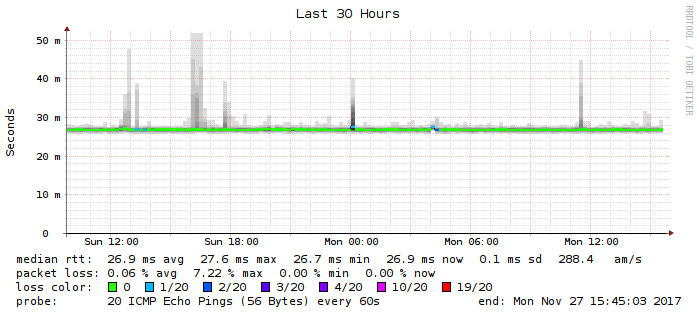 Last 30 Hours
RRDTOOL / TOBI OETIKER
Seconds
50 m
40 m
30 m
20 m
10 m
0
Sun 12:00 Sun 18:00 Mon 00:00 Mon 06:00 Mon 12:00
median rtt: 26.9 ms avg 27.6 ms max 26.7 ms min 26.9 ms now 0.1 ms sd 288.4 am/s
packet loss: 0.06 % avg 7.22 % max 0.00 % min 0.00 % now
loss color: 0 1/20 2/20 3/20 4/20 10/20 19/20
probe: 20 ICMP Echo Pings (56 Bytes) every 60s end: Mon Nov 27 15:45:03 2017